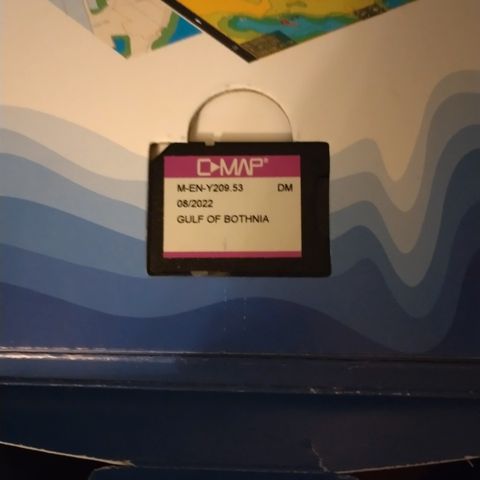 C-MAP®
M-EN-Y209.53 DM
08/2022
GULF OF BOTHNIA